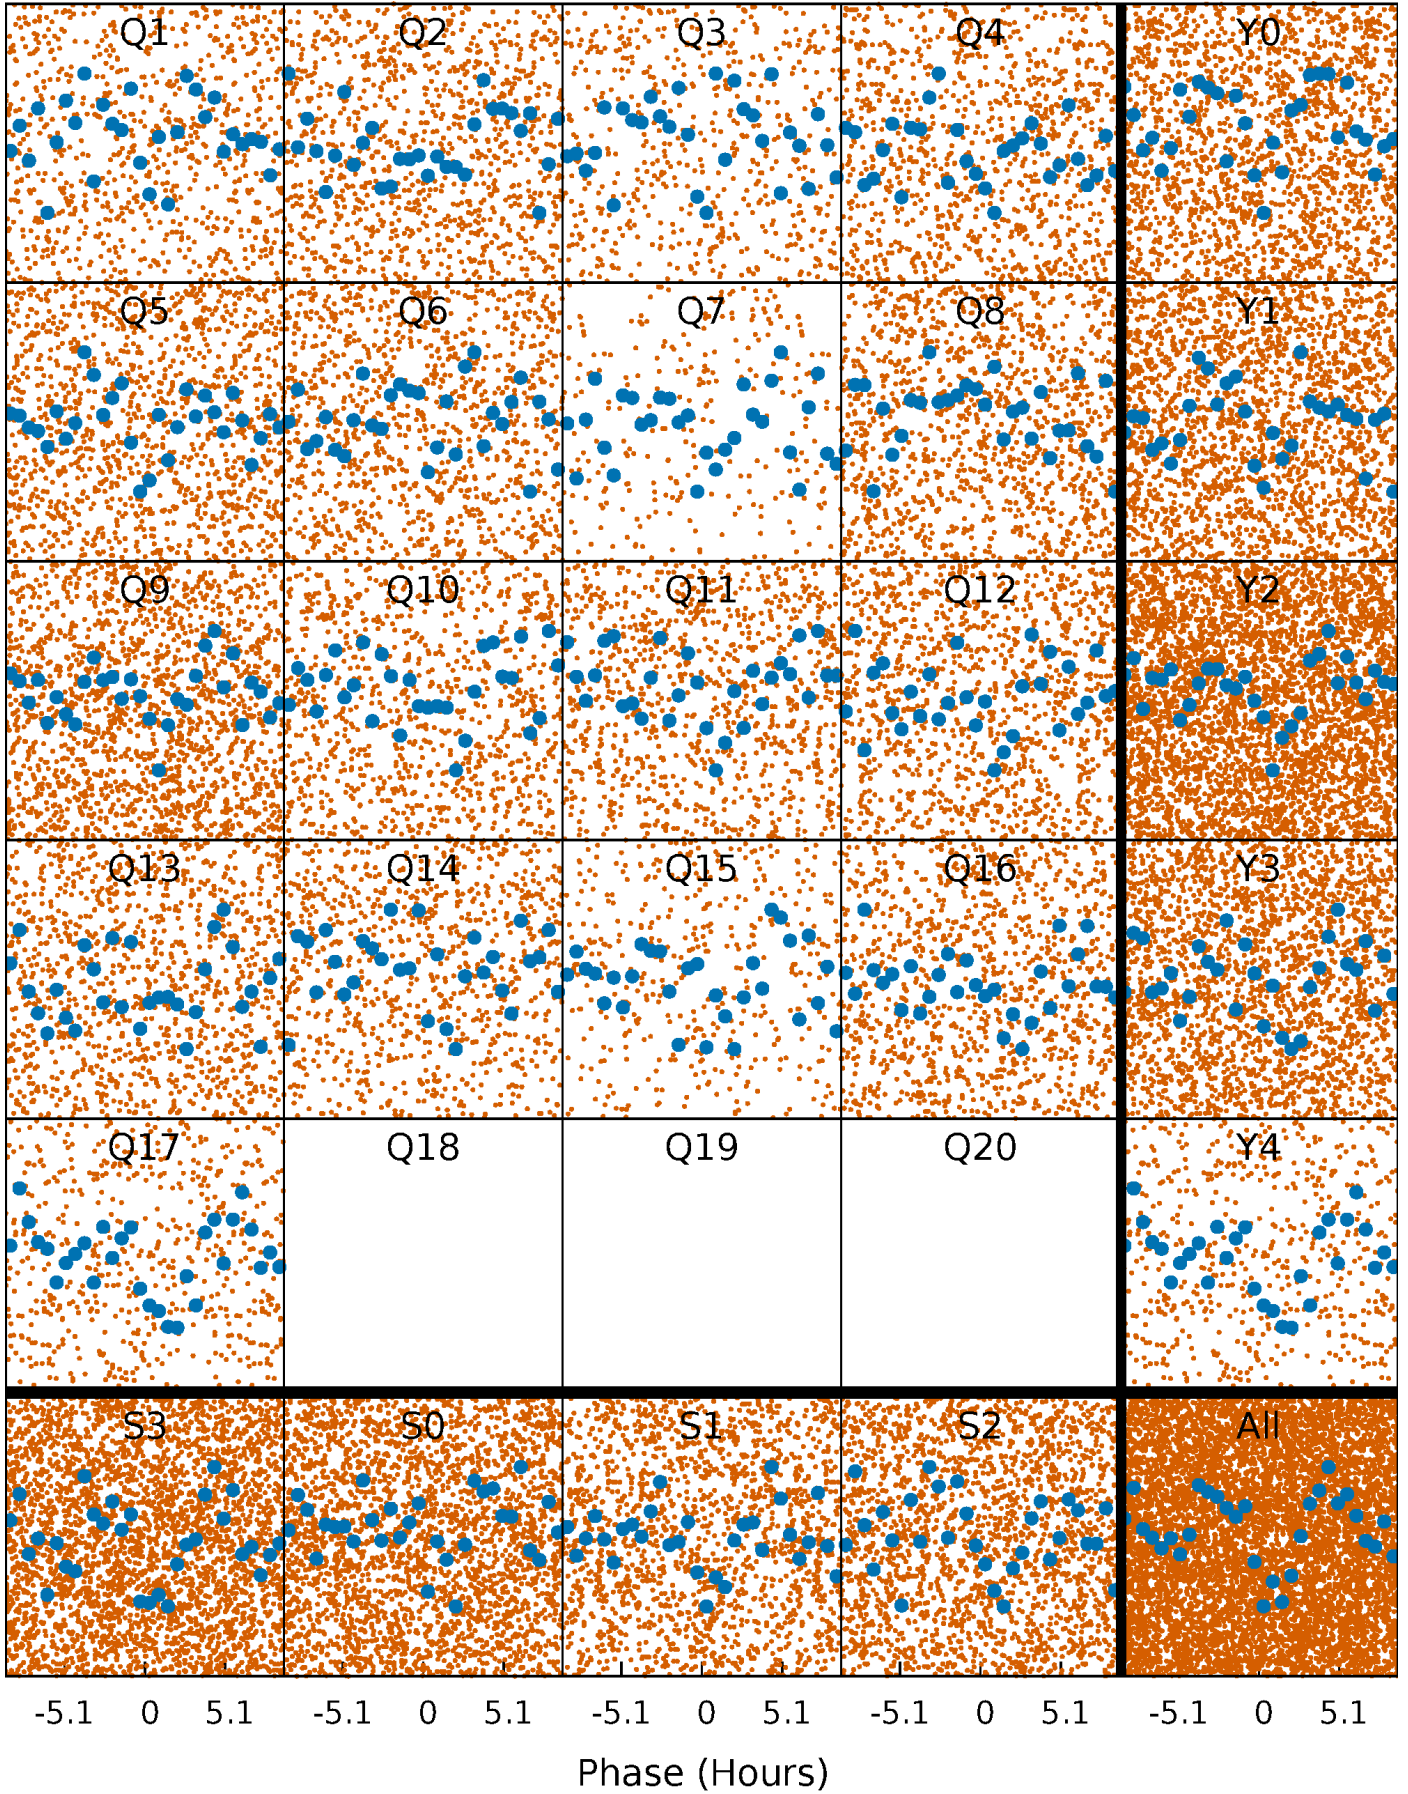 Q1 Q2 Q3 Q4 Y0
Q5 Q6 Q7 Q8 Y1
Q9 Q10 Q11 Q12 Y2
Q13 Q14 Q15 Q16 Y3
Q17 Q18 Q19 Q20 Y4
S3 S0 S1 S2 All
-5.1 0 5.1 -5.1 0 5.1 -5.1 0 5.1 -5.1 0 5.1 -5.1 0 5.1
Phase (Hours)